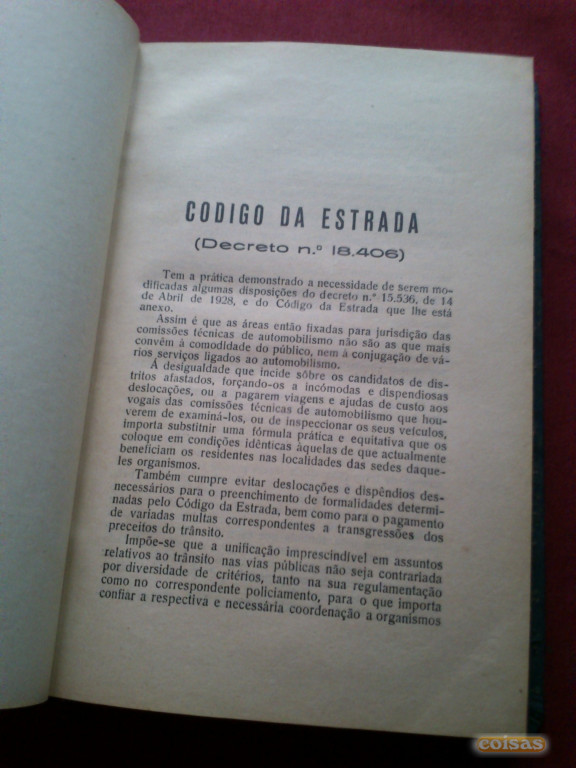 CODIGO DA ESTRADA
(Decreto n.º 18.406)
Tem a prática demonstrado a necessidade de serem mo-
dificadas algumas disposições do decreto n.º 15.536, de 14
de Abril de 1928, e do Código da Estrada que lhe está
anexo.
Assim é que as áreas então fixadas para jurisdição das
comissões técnicas de automobilismo não são as que mais
convêm à comodidade do público, nem à conjugação de vá-
rios serviços ligados ao automobilismo.
À desigualdade que incide sôbre os candidatos de dis-
tritos afastados, forçando-os a incómodas e dispendiosas
deslocações, ou a pagarem viagens e ajudas de custo aos
vogais das comissões técnicas de automobilismo que hou-
verem de examiná-los, ou de inspeccionar os seus veículos,
importa substitnir uma fórmula prática e equitativa que os
coloque em condições idênticas àquelas de que actualmente
beneficiam os residentes nas localidades das sedes daque-
les organismos.
Também cumpre evitar deslocações e dispêndios des-
necessários para o preenchimento de formalidades determi-
nadas pelo Código da Estrada, bem como para o pagamento
de variadas multas correspondentes a transgressões dos
preceitos do trânsito.
Impõe-se que a unificação imprescindível em assuntos
relativos ao trânsito nas vias públicas não seja contrariada
por diversidade de critérios, tanto na sua regulamentação
como no correspondente policiamento, para o que importa
confiar a respectiva e necessária coordenação a organismos
coisas